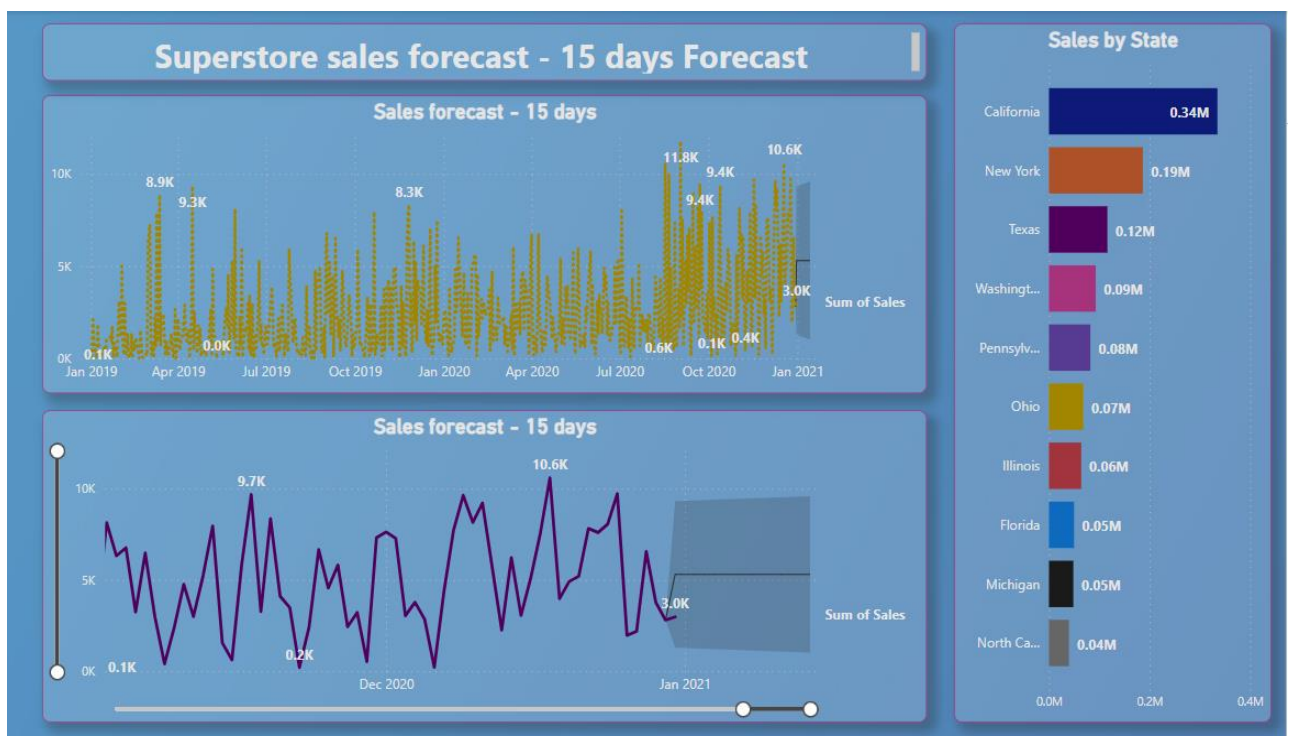 Superstore sales forecast - 15 days Forecast
Sales forecast - 15 days
10K
5K
0K
0.1K
8.9K
9.3K
0.0K
8.3K
11.8K
9.4K
9.4K
10.6K
3.0K
0.6K
0.1K
0.4K
Jan 2019
Apr 2019
Jul 2019
Oct 2019
Jan 2020
Apr 2020
Jul 2020
Oct 2020
Jan 2021
Sum of Sales
Sales forecast - 15 days
10K
5K
0K
0.1K
9.7K
0.2K
10.6K
3.0K
Dec 2020
Jan 2021
Sum of Sales
Sales by State
California 0.34M
New York 0.19M
Texas 0.12M
Washingt... 0.09M
Pennsylv... 0.08M
Ohio 0.07M
Illinois 0.06M
Florida 0.05M
Michigan 0.05M
North Ca... 0.04M
0.0M 0.2M 0.4M